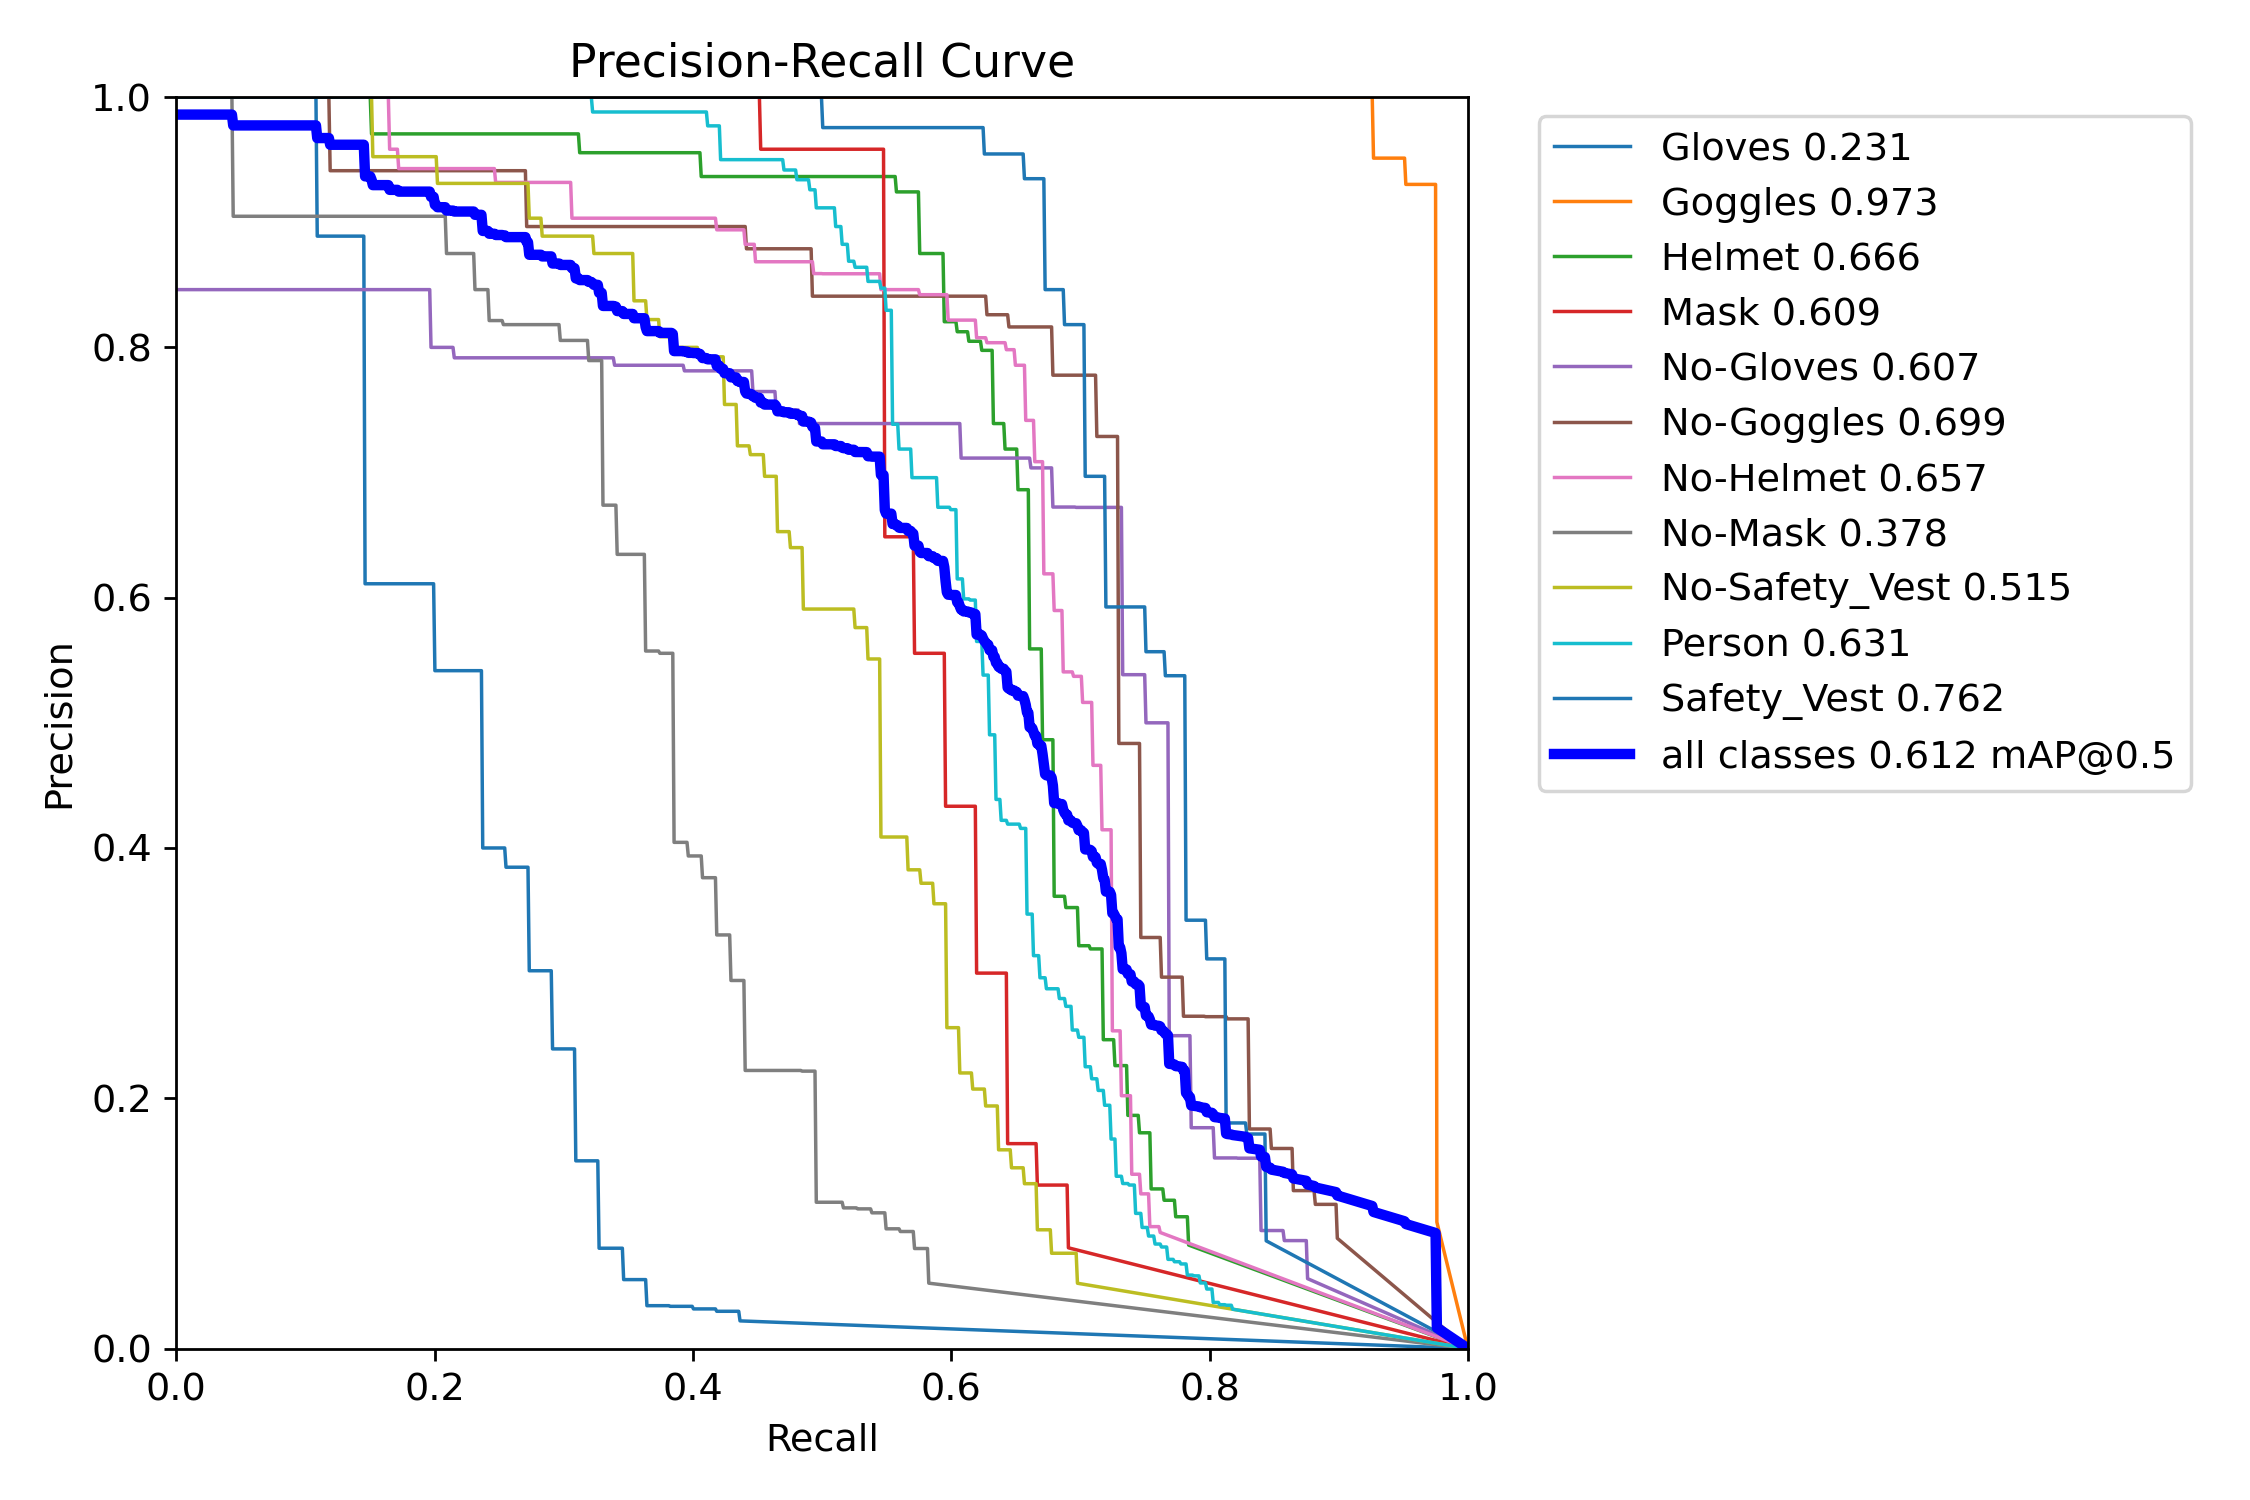 Precision-Recall Curve
1.0
0.8
0.6
0.4
0.2
0.0
Precision
0.0 0.2 0.4 0.6 0.8 1.0
Recall
Gloves 0.231
Goggles 0.973
Helmet 0.666
Mask 0.609
No-Gloves 0.607
No-Goggles 0.699
No-Helmet 0.657
No-Mask 0.378
No-Safety_Vest 0.515
Person 0.631
Safety_Vest 0.762
all classes 0.612 mAP@0.5